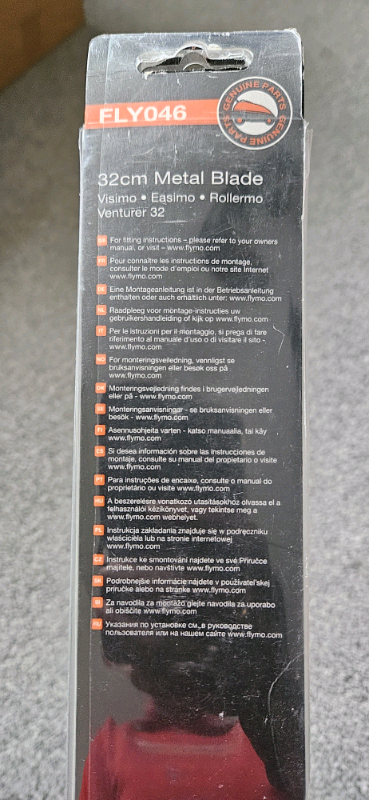 FLY046
GENUINE PARTS
GENUINE PARTS
32cm Metal Blade
Visimo • Easimo • Rollermo
Venturer 32
GB For fitting instructions – please refer to your owners
manual, or visit – www.flymo.com
FR Pour connaître les instructions de montage,
consulter le mode d'emploi ou notre site Internet
www.flymo.com
DE Eine Montageanleitung ist in der Betriebsanleitung
enthalten oder auch erhältlich unter: www.flymo.com
NL Raadpleeg voor montage-instructies uw
gebruikershandleiding of kijk op www.flymo.com
IT Per le istruzioni per il montaggio, si prega di fare
riferimento al manuale d'uso o di visitare il sito -
www.flymo.com
NO For monteringsveiledning, vennligst se
bruksanvisningen eller besøk oss på
www.flymo.com
DK Monteringsvejledning findes i brugervejledningen
eller på - www.flymo.com
SE Monteringsanvisningar - se bruksanvisningen eller
besök - www.flymo.com
FI Asennusohjeita varten - katso manuaalia, tai käy
www.flymo.com
ES Si desea información sobre las instrucciones de
montaje, consulte su manual del propietario o visite
www.flymo.com
PT Para instruções de encaixe, consulte o manual do
proprietário ou visite www.flymo.com
HU A beszerelésre vonatkozó utasításokhoz olvassa el a
felhasználói kézikönyvet, vagy tekintse meg a
www.flymo.com webhelyet.
PL Instrukcja zakładania znajduje się w podręczniku
właściciela lub na stronie internetowej
www.flymo.com
CZ Instrukce ke smontování najdete ve své Příručce
majitele, nebo navštivte www.flymo.com
SK Podrobnejšie informácie nájdete v používateľskej
príručke alebo na stránke www.flymo.com
SI Za navodila za montažo glejte navodila za uporabo
ali obiščite www.flymo.com
RU Указания по установке см. в руководстве
пользователя или на нашем сайте www.flymo.com